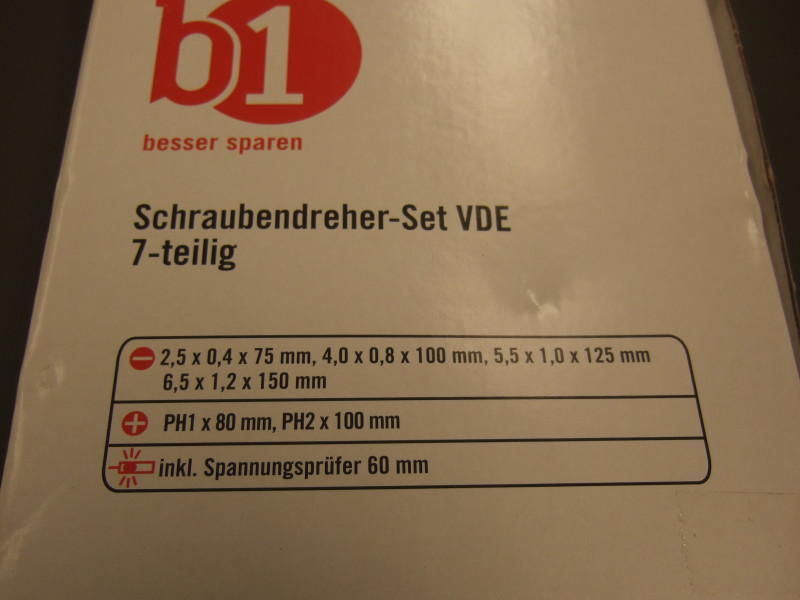 b1
besser sparen
Schraubendreher-Set VDE
7-teilig
2,5 x 0,4 x 75 mm, 4,0 x 0,8 x 100 mm, 5,5 x 1,0 x 125 mm
6,5 x 1,2 x 150 mm
PH1 x 80 mm, PH2 x 100 mm
inkl. Spannungsprüfer 60 mm